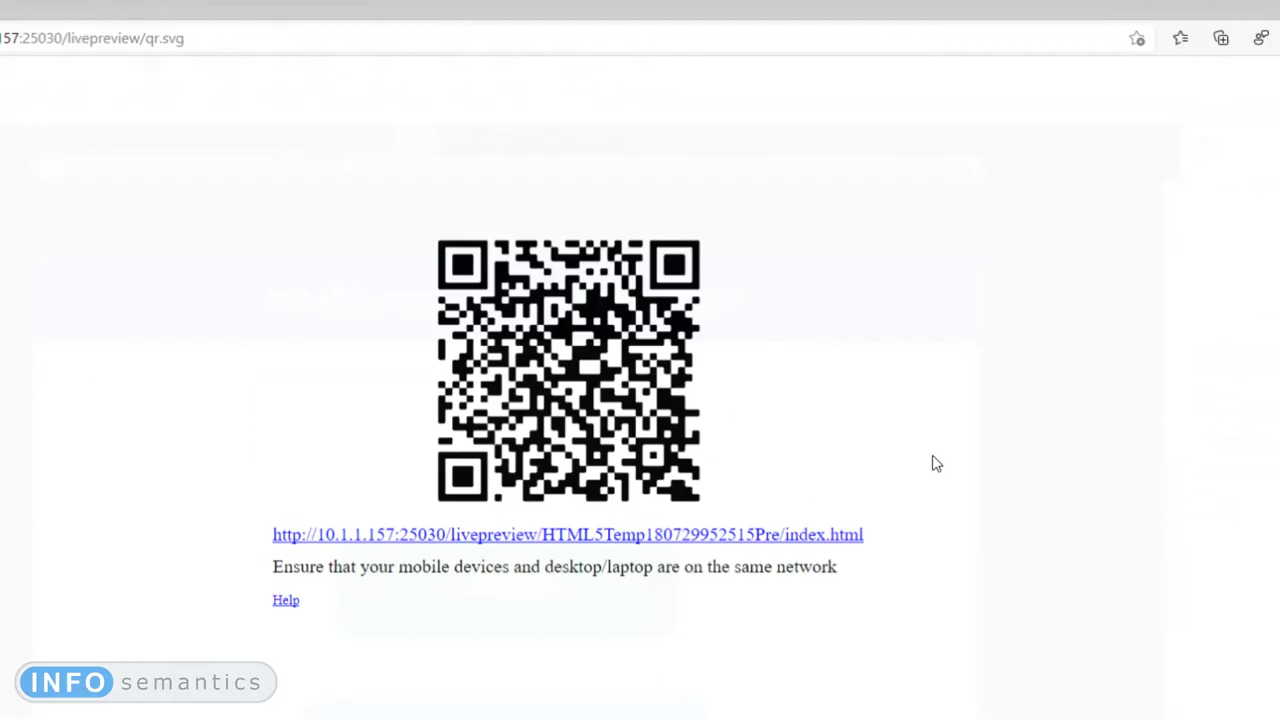 157:25030/livepreview/qr.svg
http://10.1.1.157:25030/livepreview/HTML5Temp180729952515Pre/index.html
Ensure that your mobile devices and desktop/laptop are on the same network
Help
INFO semantics